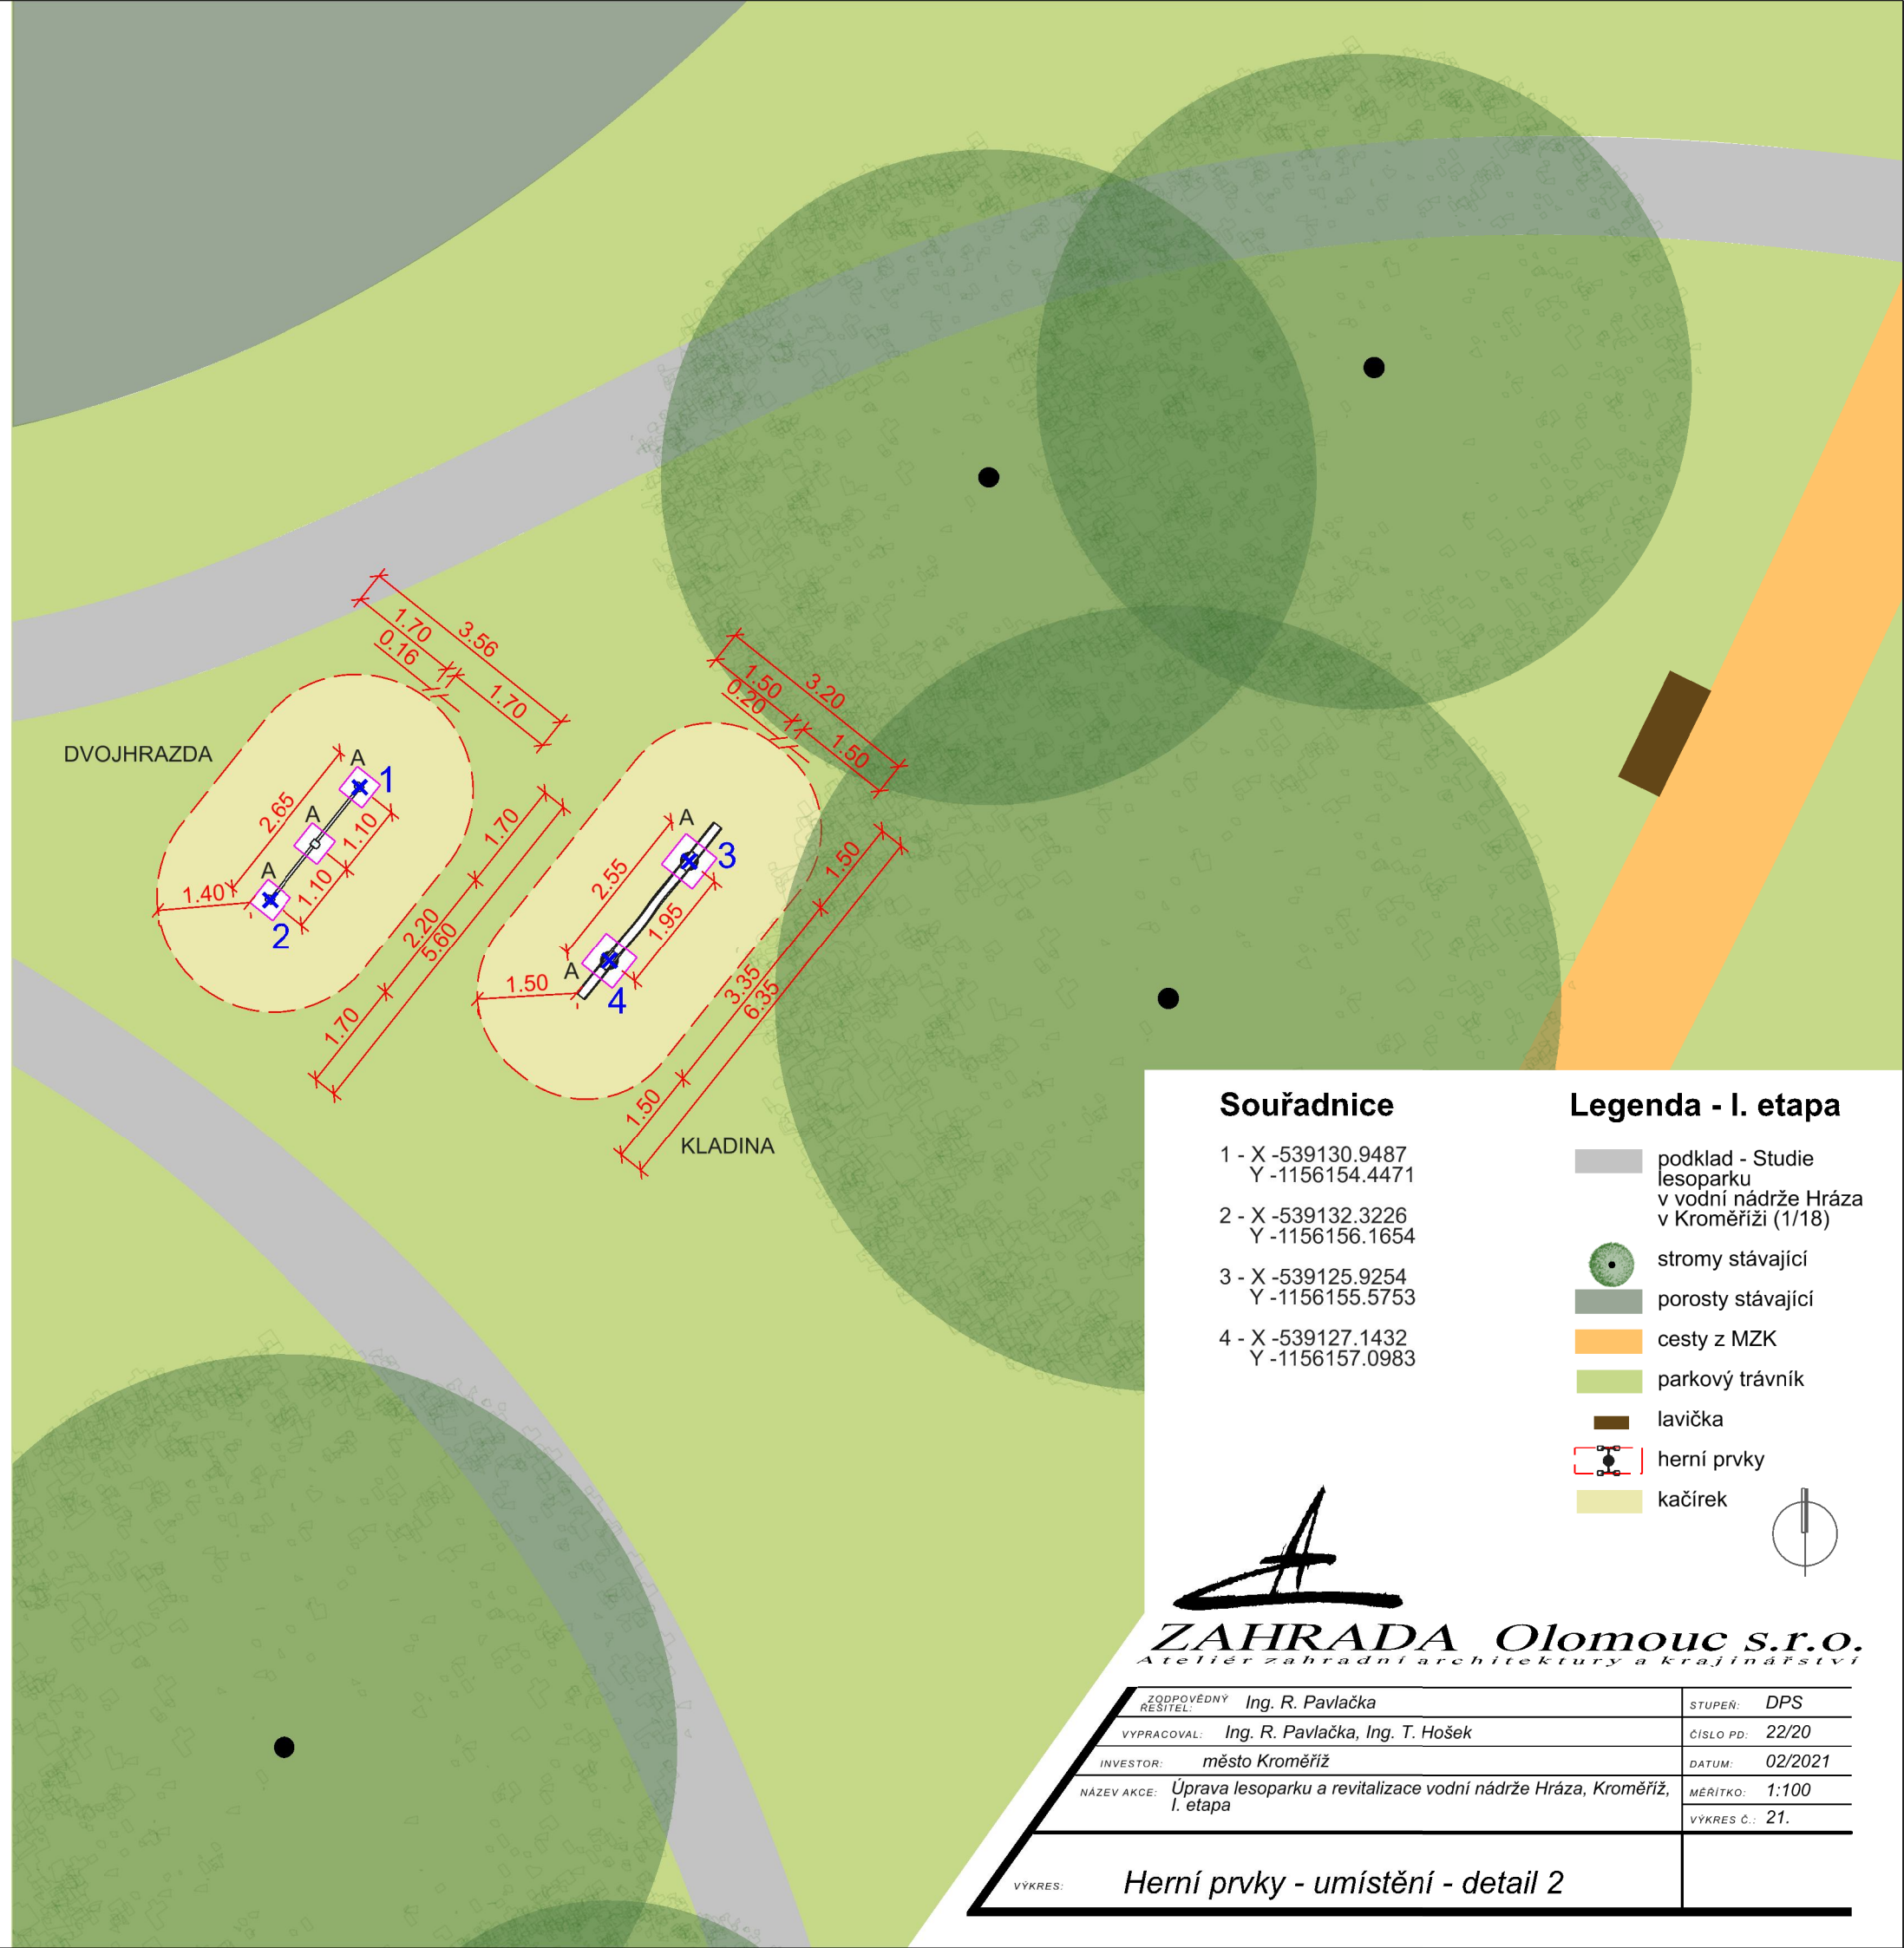 DVOJHRAZDA
3.56
1.70
0.16
1.70
A
1
2.65
A
1.10
A
1.10
1.40
2
1.70
2.20
5.60
1.70
3.20
1.50
0.20
1.50
A
3
2.55
1.95
A
1.50
4
1.50
3.35
6.35
1.50
KLADINA
Souřadnice
1 - X -539130.9487
Y -1156154.4471
2 - X -539132.3226
Y -1156156.1654
3 - X -539125.9254
Y -1156155.5753
4 - X -539127.1432
Y -1156157.0983
Legenda - I. etapa
podklad - Studie
lesoparku
v vodní nádrže Hráza
v Kroměříži (1/18)
stromy stávající
porosty stávající
cesty z MZK
parkový trávník
lavička
herní prvky
kačírek
ZAHRADA Olomouc s.r.o.
Ateliér zahradní architektury a krajinářství
ZODPOVĚDNÝ
ŘEŠITEL: Ing. R. Pavlačka
STUPEŇ: DPS
VYPRACOVAL: Ing. R. Pavlačka, Ing. T. Hošek
ČÍSLO PD: 22/20
INVESTOR: město Kroměříž
DATUM: 02/2021
NÁZEV AKCE: Úprava lesoparku a revitalizace vodní nádrže Hráza, Kroměříž,
I. etapa
MĚŘÍTKO: 1:100
VÝKRES Č.: 21.
VÝKRES: Herní prvky - umístění - detail 2